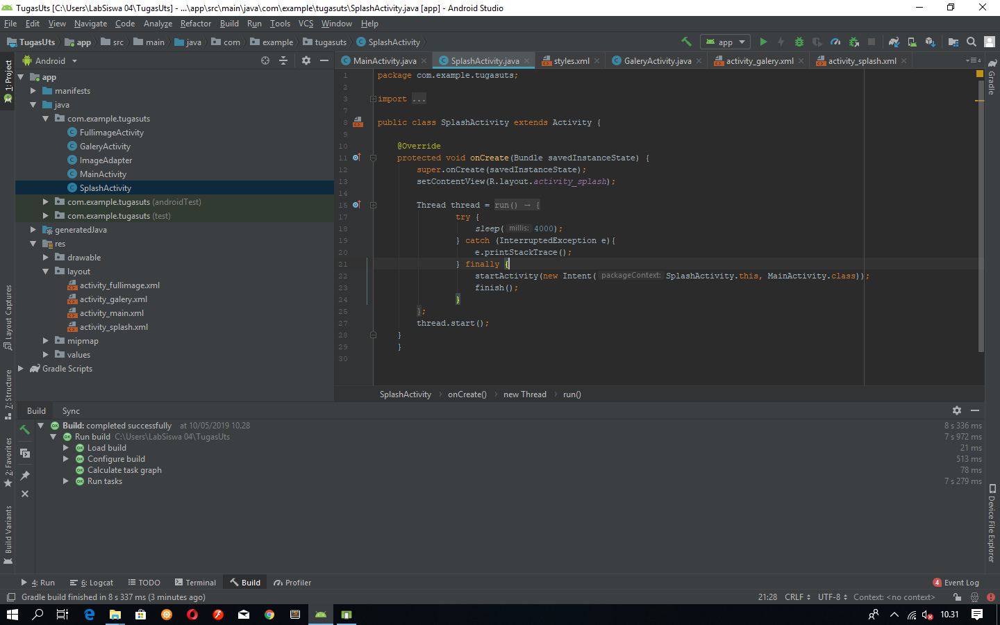 TugasUts [C:\Users\LabSiswa 04\TugasUts] - ...\app\src\main\java\com\example\tugasuts\SplashActivity.java [app] - Android Studio
File Edit View Navigate Code Analyze Refactor Build Run Tools VCS Window Help
TugasUts app src main java com example tugasuts SplashActivity app
Android
MainActivity.java SplashActivity.java styles.xml GaleryActivity.java activity_galery.xml activity_splash.xml 4
1: Project
Layout Captures
7: Structure
2: Favorites
Build Variants
app
manifests
java
com.example.tugasuts
FullimageActivity
GaleryActivity
ImageAdapter
MainActivity
SplashActivity
com.example.tugasuts (androidTest)
com.example.tugasuts (test)
generatedJava
res
drawable
layout
activity_fullimage.xml
activity_galery.xml
activity_main.xml
activity_splash.xml
mipmap
values
Gradle Scripts
1 package com.example.tugasuts;
2
3 import ...
7
8 public class SplashActivity extends Activity {
9
10 @Override
11 protected void onCreate(Bundle savedInstanceState) {
12 super.onCreate(savedInstanceState);
13 setContentView(R.layout.activity_splash);
14
15 Thread thread = run() → {
17 try {
18 sleep( millis: 4000);
19 } catch (InterruptedException e){
20 e.printStackTrace();
21 } finally {
22 startActivity(new Intent( packageContext: SplashActivity.this, MainActivity.class));
23 finish();
24 }
25 };
27 thread.start();
28 }
29 }
30
SplashActivity onCreate() new Thread run()
Gradle
Device File Explorer
Build Sync
Build: completed successfully at 10/05/2019 10.28 8 s 336 ms
Run build C:\Users\LabSiswa 04\TugasUts 7 s 972 ms
Load build 21 ms
Configure build 513 ms
Calculate task graph 78 ms
Run tasks 7 s 279 ms
4: Run 6: Logcat TODO Terminal Build Profiler 4 Event Log
Gradle build finished in 8 s 337 ms (3 minutes ago) 21:28 CRLF UTF-8 Context: <no context>
10.31